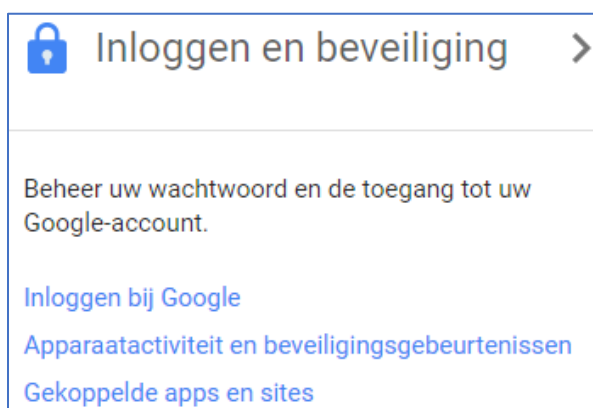 Inloggen en beveiliging
Beheer uw wachtwoord en de toegang tot uw
Google-account.
Inloggen bij Google
Apparaatactiviteit en beveiligingsgebeurtenissen
Gekoppelde apps en sites